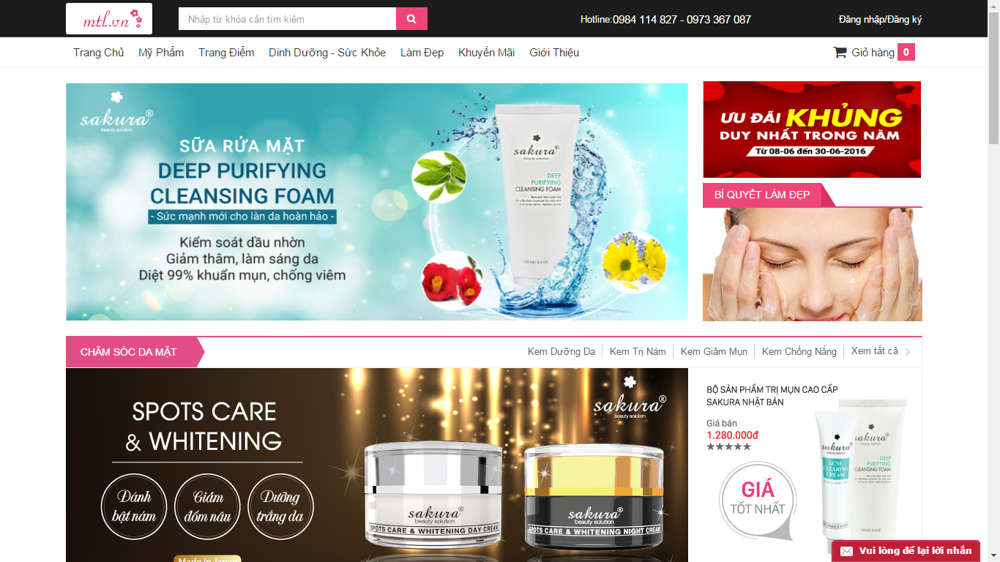 mtl.vn
Nhập từ khóa cần tìm kiếm
Hotline:0984 114 827 - 0973 367 087
Đăng nhập/Đăng ký
Trang Chủ Mỹ Phẩm Trang Điểm Dinh Dưỡng - Sức Khỏe Làm Đẹp Khuyến Mãi Giới Thiệu
Giỏ hàng 0
sakura®
beauty solution
SỮA RỬA MẶT
DEEP PURIFYING
CLEANSING FOAM
- Sức mạnh mới cho làn da hoàn hảo -
Kiểm soát dầu nhờn
Giảm thâm, làm sáng da
Diệt 99% khuẩn mụn, chống viêm
sakura®
beauty solution
DEEP
PURIFYING
CLEANSING FOAM
ƯU ĐÃI KHỦNG
DUY NHẤT TRONG NĂM
Từ 08-06 đến 30-06-2016
BÍ QUYẾT LÀM ĐẸP
CHĂM SÓC DA MẶT
Kem Dưỡng Da Kem Trị Nám Kem Giảm Mụn Kem Chống Nắng Xem tất cả
SPOTS CARE
& WHITENING
Đánh
bật nám
Giảm
đốm nâu
Dưỡng
trắng da
Made in Japan
sakura®
beauty solution
sakura®
beauty solution
SPOTS CARE & WHITENING DAY CREAM
sakura®
beauty solution
SPOTS CARE & WHITENING NIGHT CREAM
BỘ SẢN PHẨM TRỊ MỤN CAO CẤP
SAKURA NHẬT BẢN
Giá bán
1.280.000đ
GIÁ
TỐT NHẤT
sakura
beauty solution
ACNE
CLEARING
CREAM
sakura
beauty solution
DEEP
PURIFYING
CLEANSING FOAM
Vui lòng để lại lời nhắn